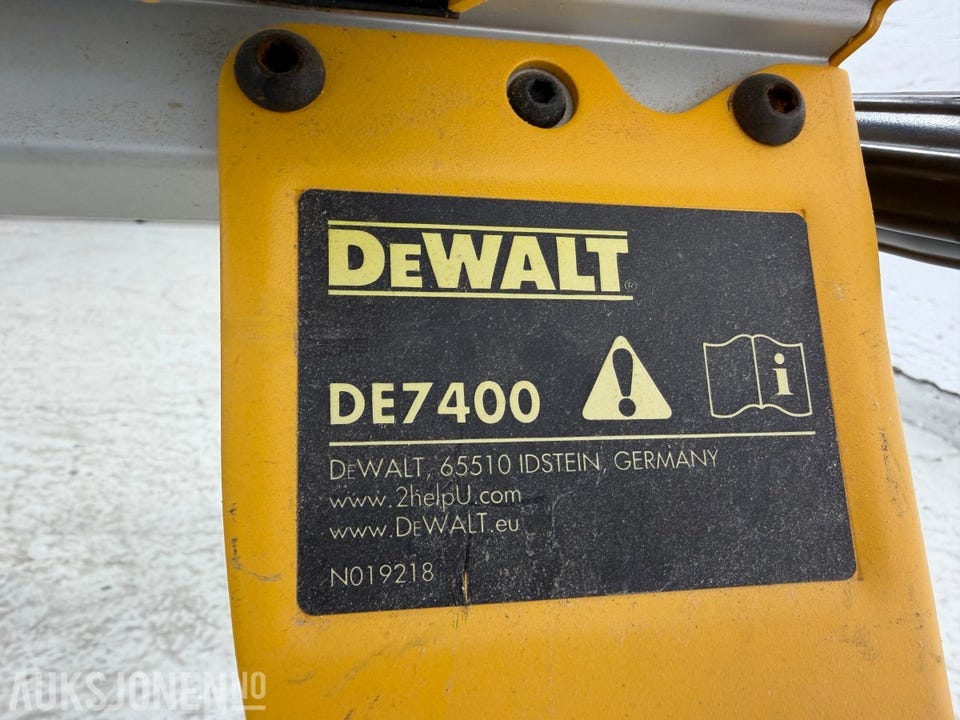 DEWALT®
DE7400
i
DEWALT, 65510 IDSTEIN, GERMANY
www.2helpU.com
www.DEWALT.eu
N019218
AUKSJONEN.NO